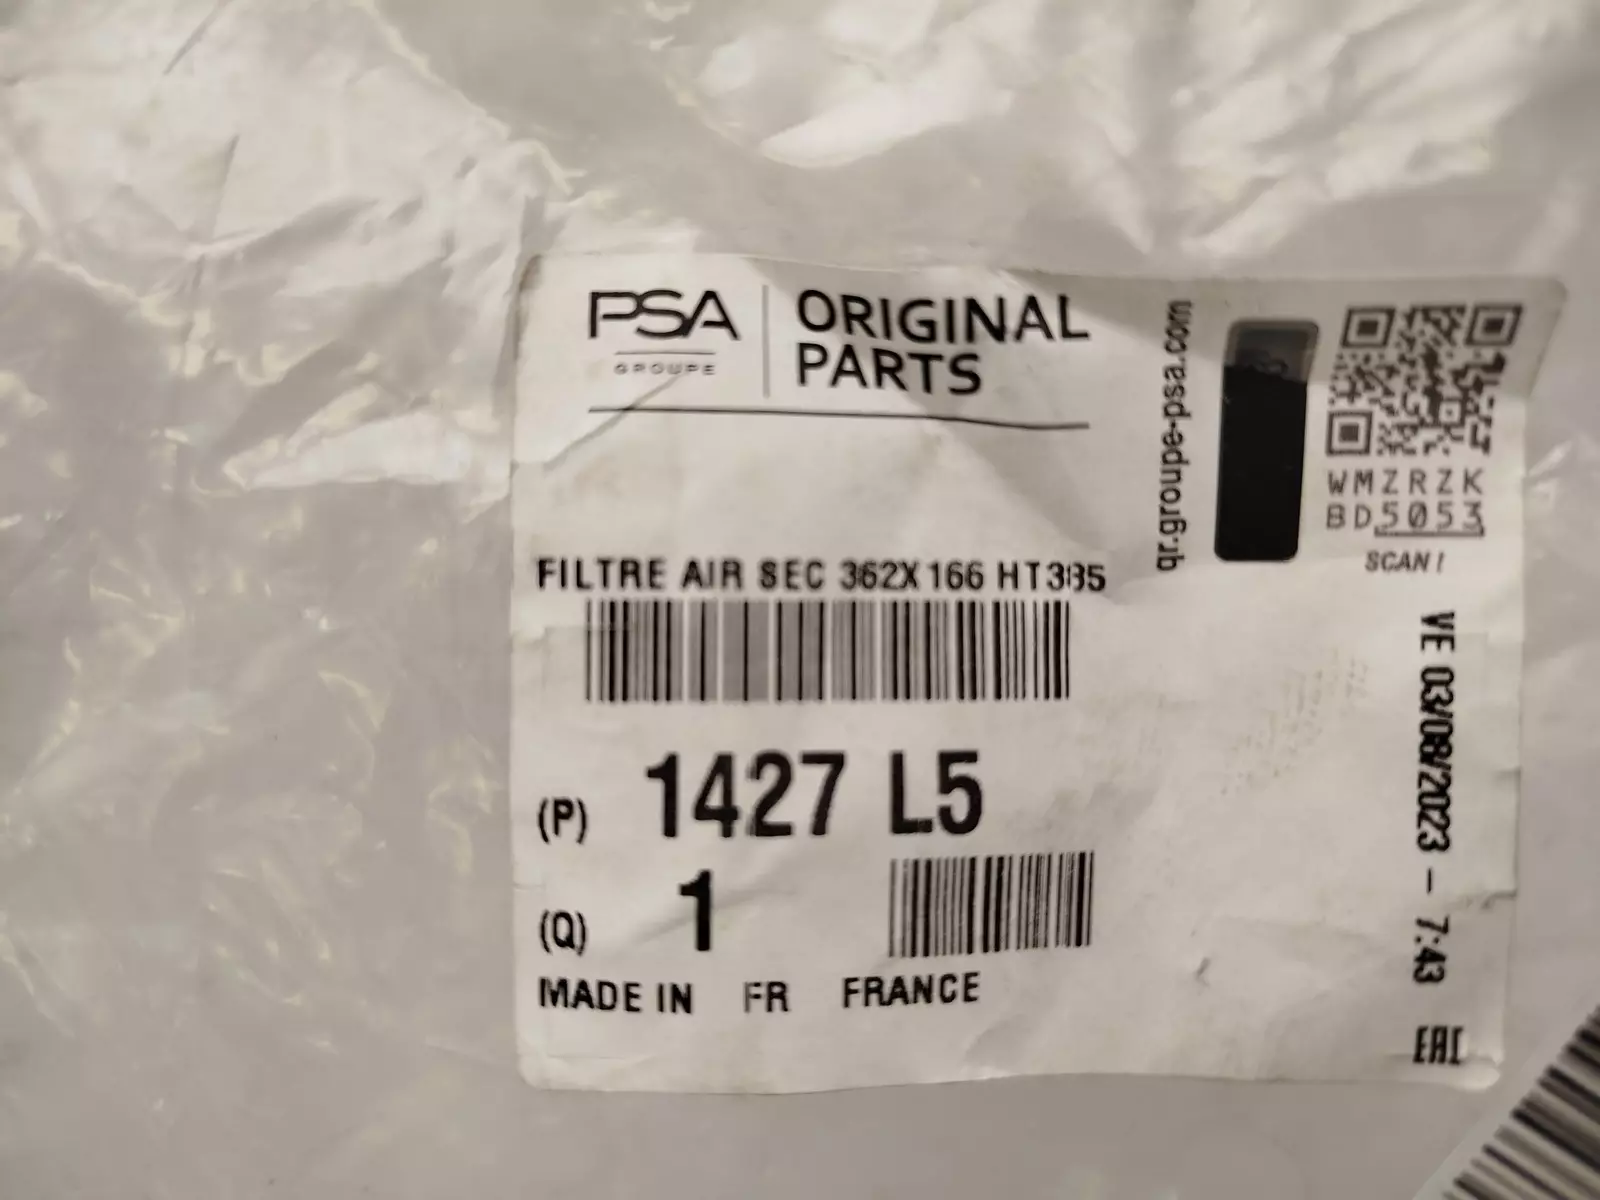 PSA
GROUPE
ORIGINAL
PARTS
qr.groupe-psa.com
WMZRZK
BD5053
SCAN!
FILTRE AIR SEC 362X166 HT385
(P) 1427 L5
(Q) 1
MADE IN FR FRANCE
VE 03/08/2023 - 7:43
EAC